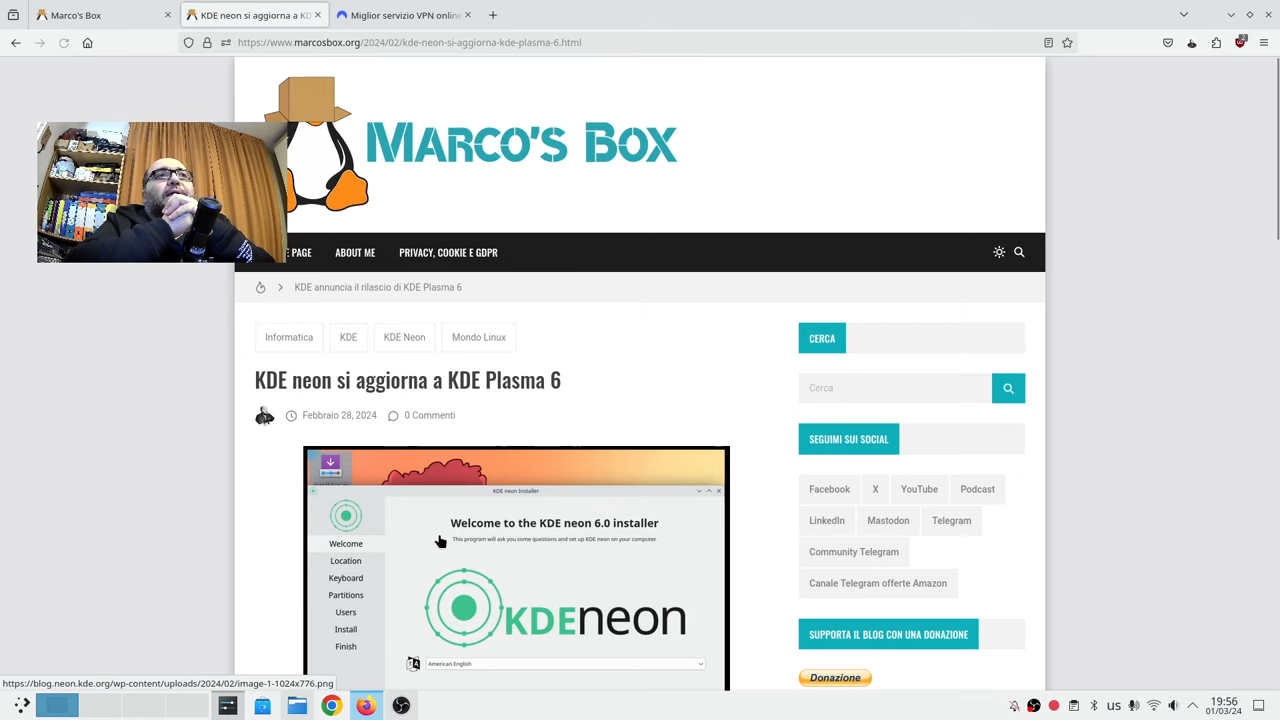 Marco's Box
KDE neon si aggiorna a KD
Il miglior servizio VPN online
https://www.marcosbox.org/2024/02/kde-neon-si-aggiorna-kde-plasma-6.html
Marco's Box
E PAGE
ABOUT ME
PRIVACY, COOKIE E GDPR
KDE annuncia il rilascio di KDE Plasma 6
Informatica
KDE
KDE Neon
Mondo Linux
KDE neon si aggiorna a KDE Plasma 6
Febbraio 28, 2024
0 Commenti
KDE neon Installer
Welcome to the KDE neon 6.0 installer
This program will ask you some questions and set up KDE neon on your computer.
Welcome
Location
Keyboard
Partitions
Users
Install
Finish
KDEneon
American English
CERCA
Cerca
SEGUIMI SUI SOCIAL
Facebook
X
YouTube
Podcast
LinkedIn
Mastodon
Telegram
Community Telegram
Canale Telegram offerte Amazon
SUPPORTA IL BLOG CON UNA DONAZIONE
Donazione
https://blog.neon.kde.org/wp-content/uploads/2024/02/image-1-1024x776.png
us
19:56
01/03/24